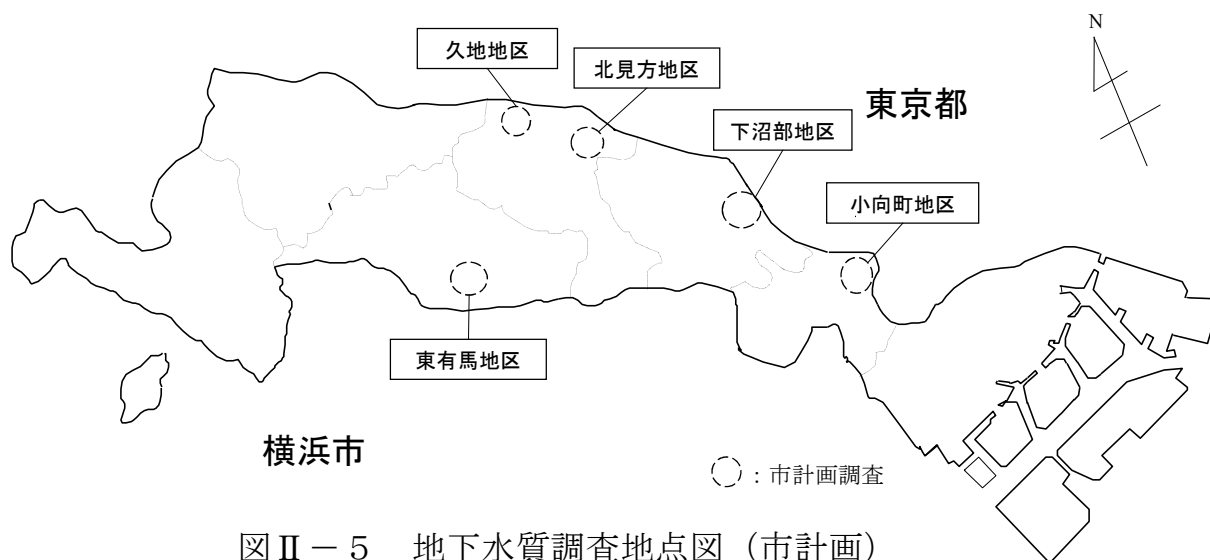 N
久地地区
北見方地区
東京都
下沼部地区
小向町地区
東有馬地区
横浜市
:市計画調査
図Ⅱ-5 地下水質調査地点図(市計画)